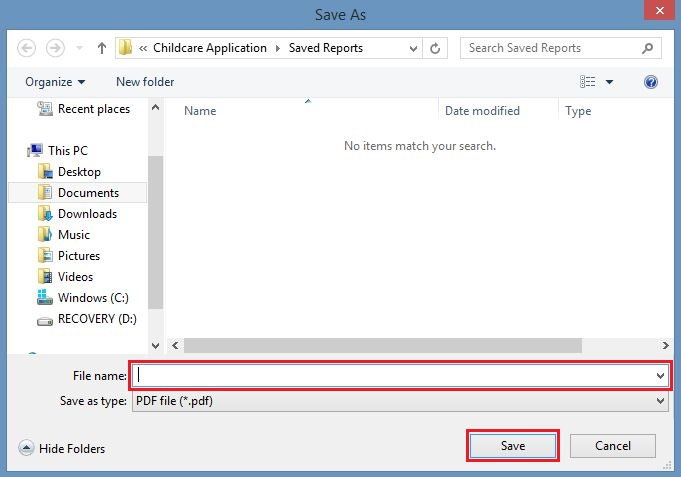 Save As
« Childcare Application Saved Reports
Search Saved Reports
Organize New folder
Recent places
This PC
Desktop
Documents
Downloads
Music
Pictures
Videos
Windows (C:)
RECOVERY (D:)
Name Date modified Type
No items match your search.
File name:
Save as type: PDF file (*.pdf)
Hide Folders Save Cancel